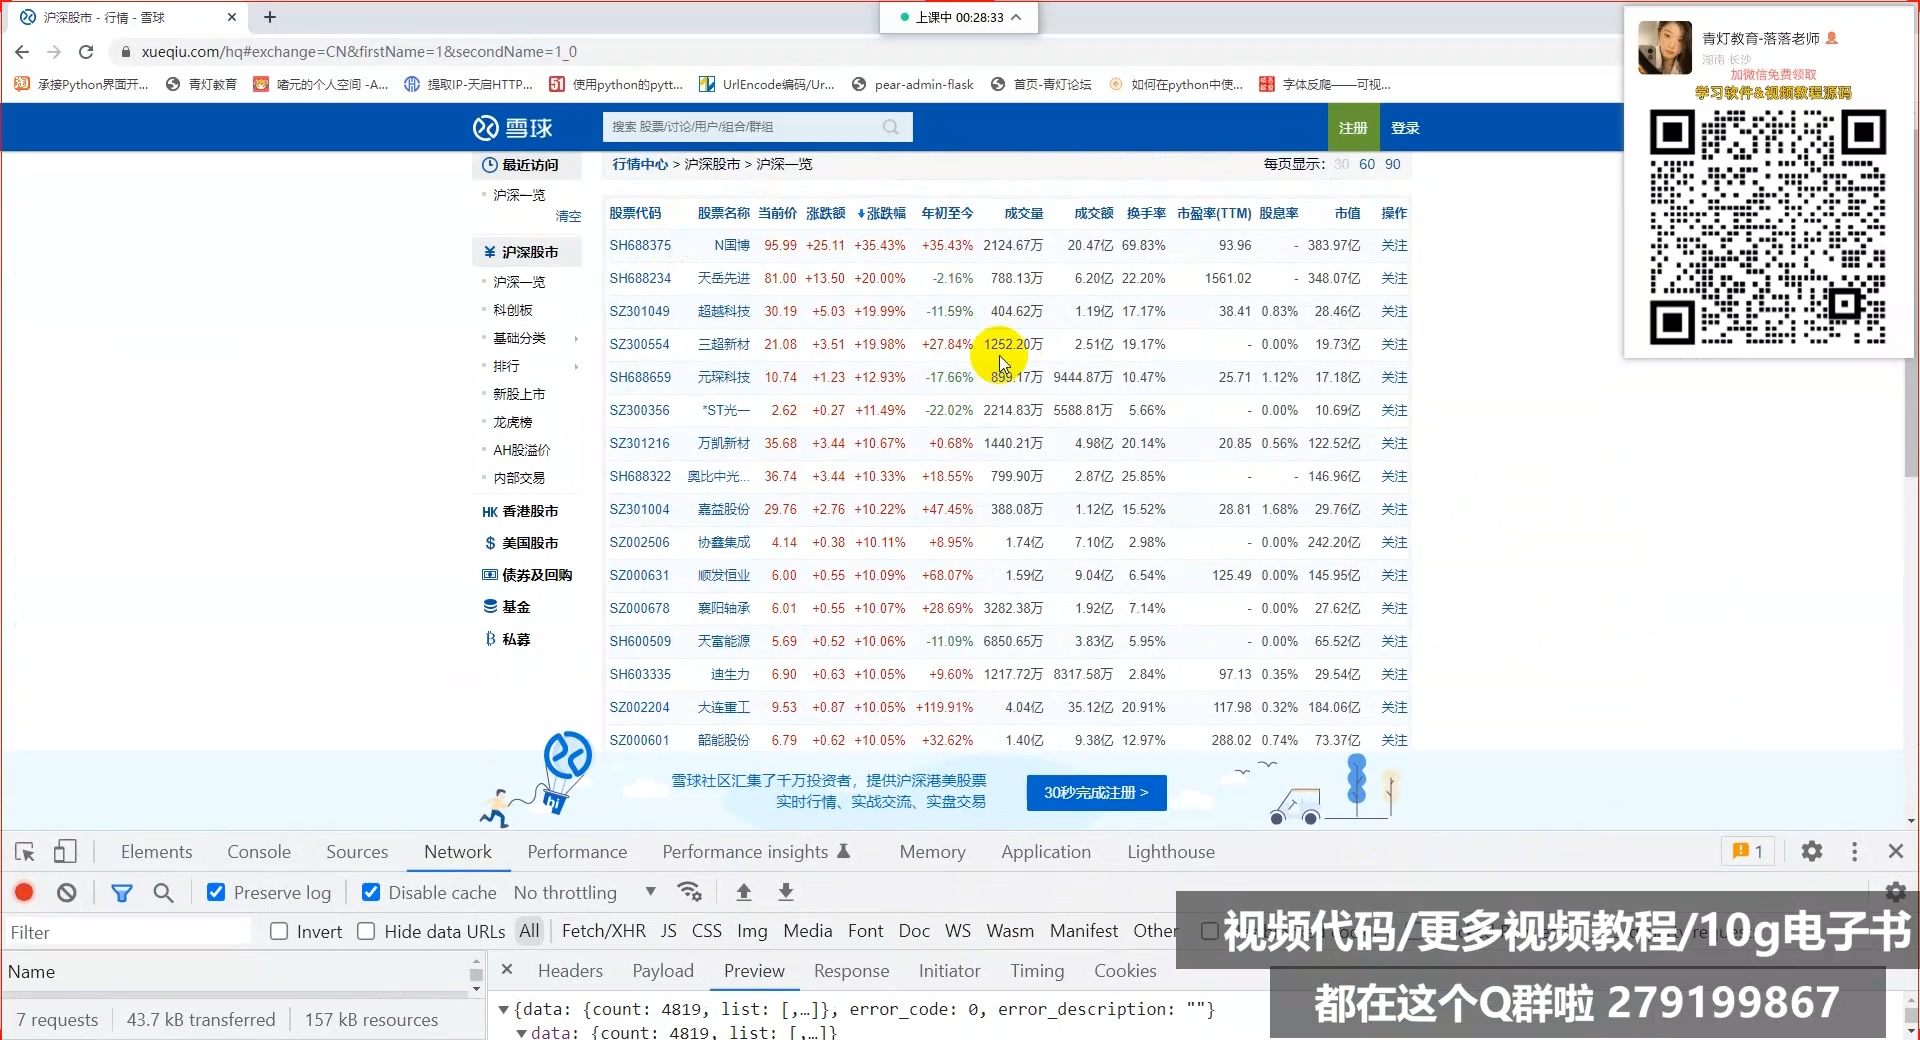 沪深股市 - 行情 - 雪球
上课中 00:28:33
xueqiu.com/hq#exchange=CN&firstName=1&secondName=1_0
承接Python界面开...
青灯教育
啫元的个人空间 -A...
提取IP-天启HTTP...
使用python的pytt...
UrlEncode编码/Ur...
pear-admin-flask
首页-青灯论坛
如何在python中使...
字体反爬——可视...
青灯教育-落落老师
湖南 长沙
加微信免费领取
学习软件&视频教程源码
雪球
搜索 股票/讨论/用户/组合/群组
注册
登录
最近访问
沪深一览
清空
¥ 沪深股市
沪深一览
科创板
基础分类
排行
新股上市
龙虎榜
AH股溢价
内部交易
HK 香港股市
$ 美国股市
债券及回购
基金
私募
行情中心 > 沪深股市 > 沪深一览
每页显示: 30 60 90
股票代码 股票名称 当前价 涨跌额 涨跌幅 年初至今 成交量 成交额 换手率 市盈率(TTM) 股息率 市值 操作
SH688375 N国博 95.99 +25.11 +35.43% +35.43% 2124.67万 20.47亿 69.83% 93.96 - 383.97亿 关注
SH688234 天岳先进 81.00 +13.50 +20.00% -2.16% 788.13万 6.20亿 22.20% 1561.02 - 348.07亿 关注
SZ301049 超越科技 30.19 +5.03 +19.99% -11.59% 404.62万 1.19亿 17.17% 38.41 0.83% 28.46亿 关注
SZ300554 三超新材 21.08 +3.51 +19.98% +27.84% 1252.20万 2.51亿 19.17% - 0.00% 19.73亿 关注
SH688659 元琛科技 10.74 +1.23 +12.93% -17.66% 899.17万 9444.87万 10.47% 25.71 1.12% 17.18亿 关注
SZ300356 *ST光一 2.62 +0.27 +11.49% -22.02% 2214.83万 5588.81万 5.66% - 0.00% 10.69亿 关注
SZ301216 万凯新材 35.68 +3.44 +10.67% +0.68% 1440.21万 4.98亿 20.14% 20.85 0.56% 122.52亿 关注
SH688322 奥比中光... 36.74 +3.44 +10.33% +18.55% 799.90万 2.87亿 25.85% - - 146.96亿 关注
SZ301004 嘉益股份 29.76 +2.76 +10.22% +47.45% 388.08万 1.12亿 15.52% 28.81 1.68% 29.76亿 关注
SZ002506 协鑫集成 4.14 +0.38 +10.11% +8.95% 1.74亿 7.10亿 2.98% - 0.00% 242.20亿 关注
SZ000631 顺发恒业 6.00 +0.55 +10.09% +68.07% 1.59亿 9.04亿 6.54% 125.49 0.00% 145.95亿 关注
SZ000678 襄阳轴承 6.01 +0.55 +10.07% +28.69% 3282.38万 1.92亿 7.14% - 0.00% 27.62亿 关注
SH600509 天富能源 5.69 +0.52 +10.06% -11.09% 6850.65万 3.83亿 5.95% - 0.00% 65.52亿 关注
SH603335 迪生力 6.90 +0.63 +10.05% +9.60% 1217.72万 8317.58万 2.84% 97.13 0.35% 29.54亿 关注
SZ002204 大连重工 9.53 +0.87 +10.05% +119.91% 4.04亿 35.12亿 20.91% 117.98 0.32% 184.06亿 关注
SZ000601 韶能股份 6.79 +0.62 +10.05% +32.62% 1.40亿 9.38亿 12.97% 288.02 0.74% 73.37亿 关注
hi
雪球社区汇集了千万投资者，提供沪深港美股票
实时行情、实战交流、实盘交易
30秒完成注册 >
Elements Console Sources Network Performance Performance insights Memory Application Lighthouse 1
Preserve log Disable cache No throttling
Filter Invert Hide data URLs All Fetch/XHR JS CSS Img Media Font Doc WS Wasm Manifest Other
视频代码/更多视频教程/10g电子书
Name
Headers Payload Preview Response Initiator Timing Cookies
都在这个Q群啦 279199867
7 requests 43.7 kB transferred 157 kB resources
▼{data: {count: 4819, list: [,…]}, error_code: 0, error_description: ""}
▼data: {count: 4819, list: [,…]}